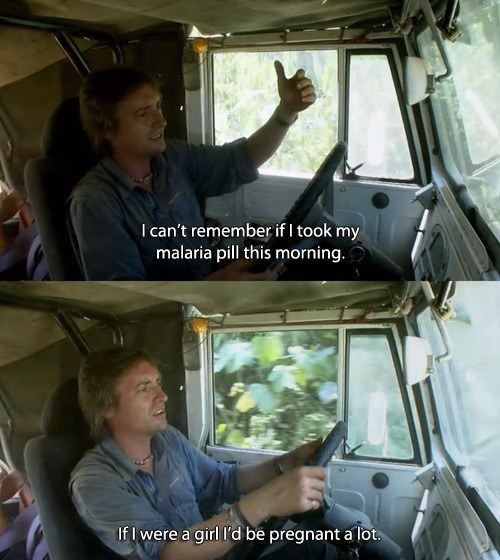 I can't remember if I took my
malaria pill this morning.
If I were a girl I'd be pregnant a lot.